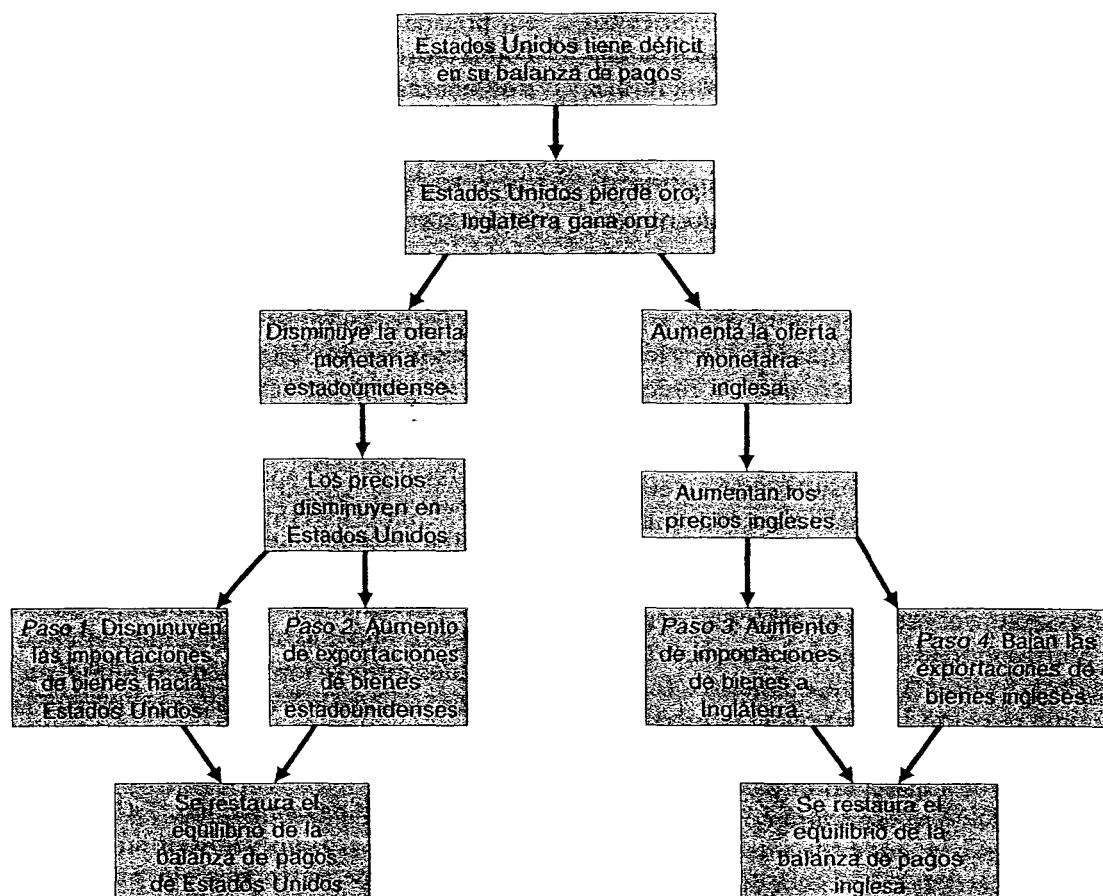 Estados Unidos tiene déficit
en su balanza de pagos
Estados Unidos pierde oro,
Inglaterra gana oro
Disminuye la oferta
monetaria
estadounidense
Aumenta la oferta
monetaria
inglesa
Los precios
disminuyen en
Estados Unidos
Aumentan los
precios ingleses
Paso 1: Disminuyen
las importaciones
de bienes hacia
Estados Unidos
Paso 2: Aumento
de exportaciones
de bienes
estadounidenses
Paso 3: Aumento
de importaciones
de bienes a
Inglaterra
Paso 4: Bajan las
exportaciones de
bienes ingleses
Se restaura el
equilibrio de la
balanza de pagos
de Estados Unidos
Se restaura el
equilibrio de la
balanza de pagos
inglesa